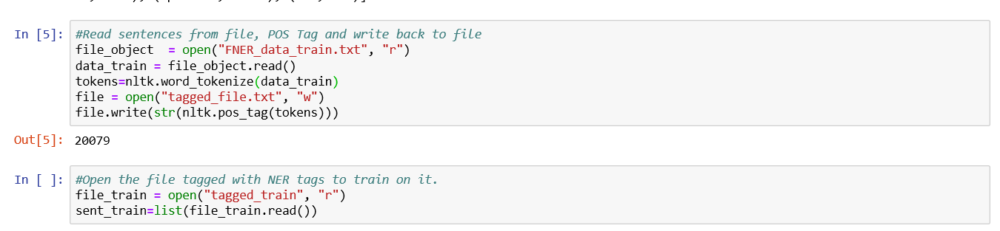 In [5]: #Read sentences from file, POS Tag and write back to file
file_object  = open("FNER_data_train.txt", "r")
data_train = file_object.read()
tokens=nltk.word_tokenize(data_train)
file = open("tagged_file.txt", "w")
file.write(str(nltk.pos_tag(tokens)))
Out[5]: 20079
In [ ]: #Open the file tagged with NER tags to train on it.
file_train = open("tagged_train", "r")
sent_train=list(file_train.read())